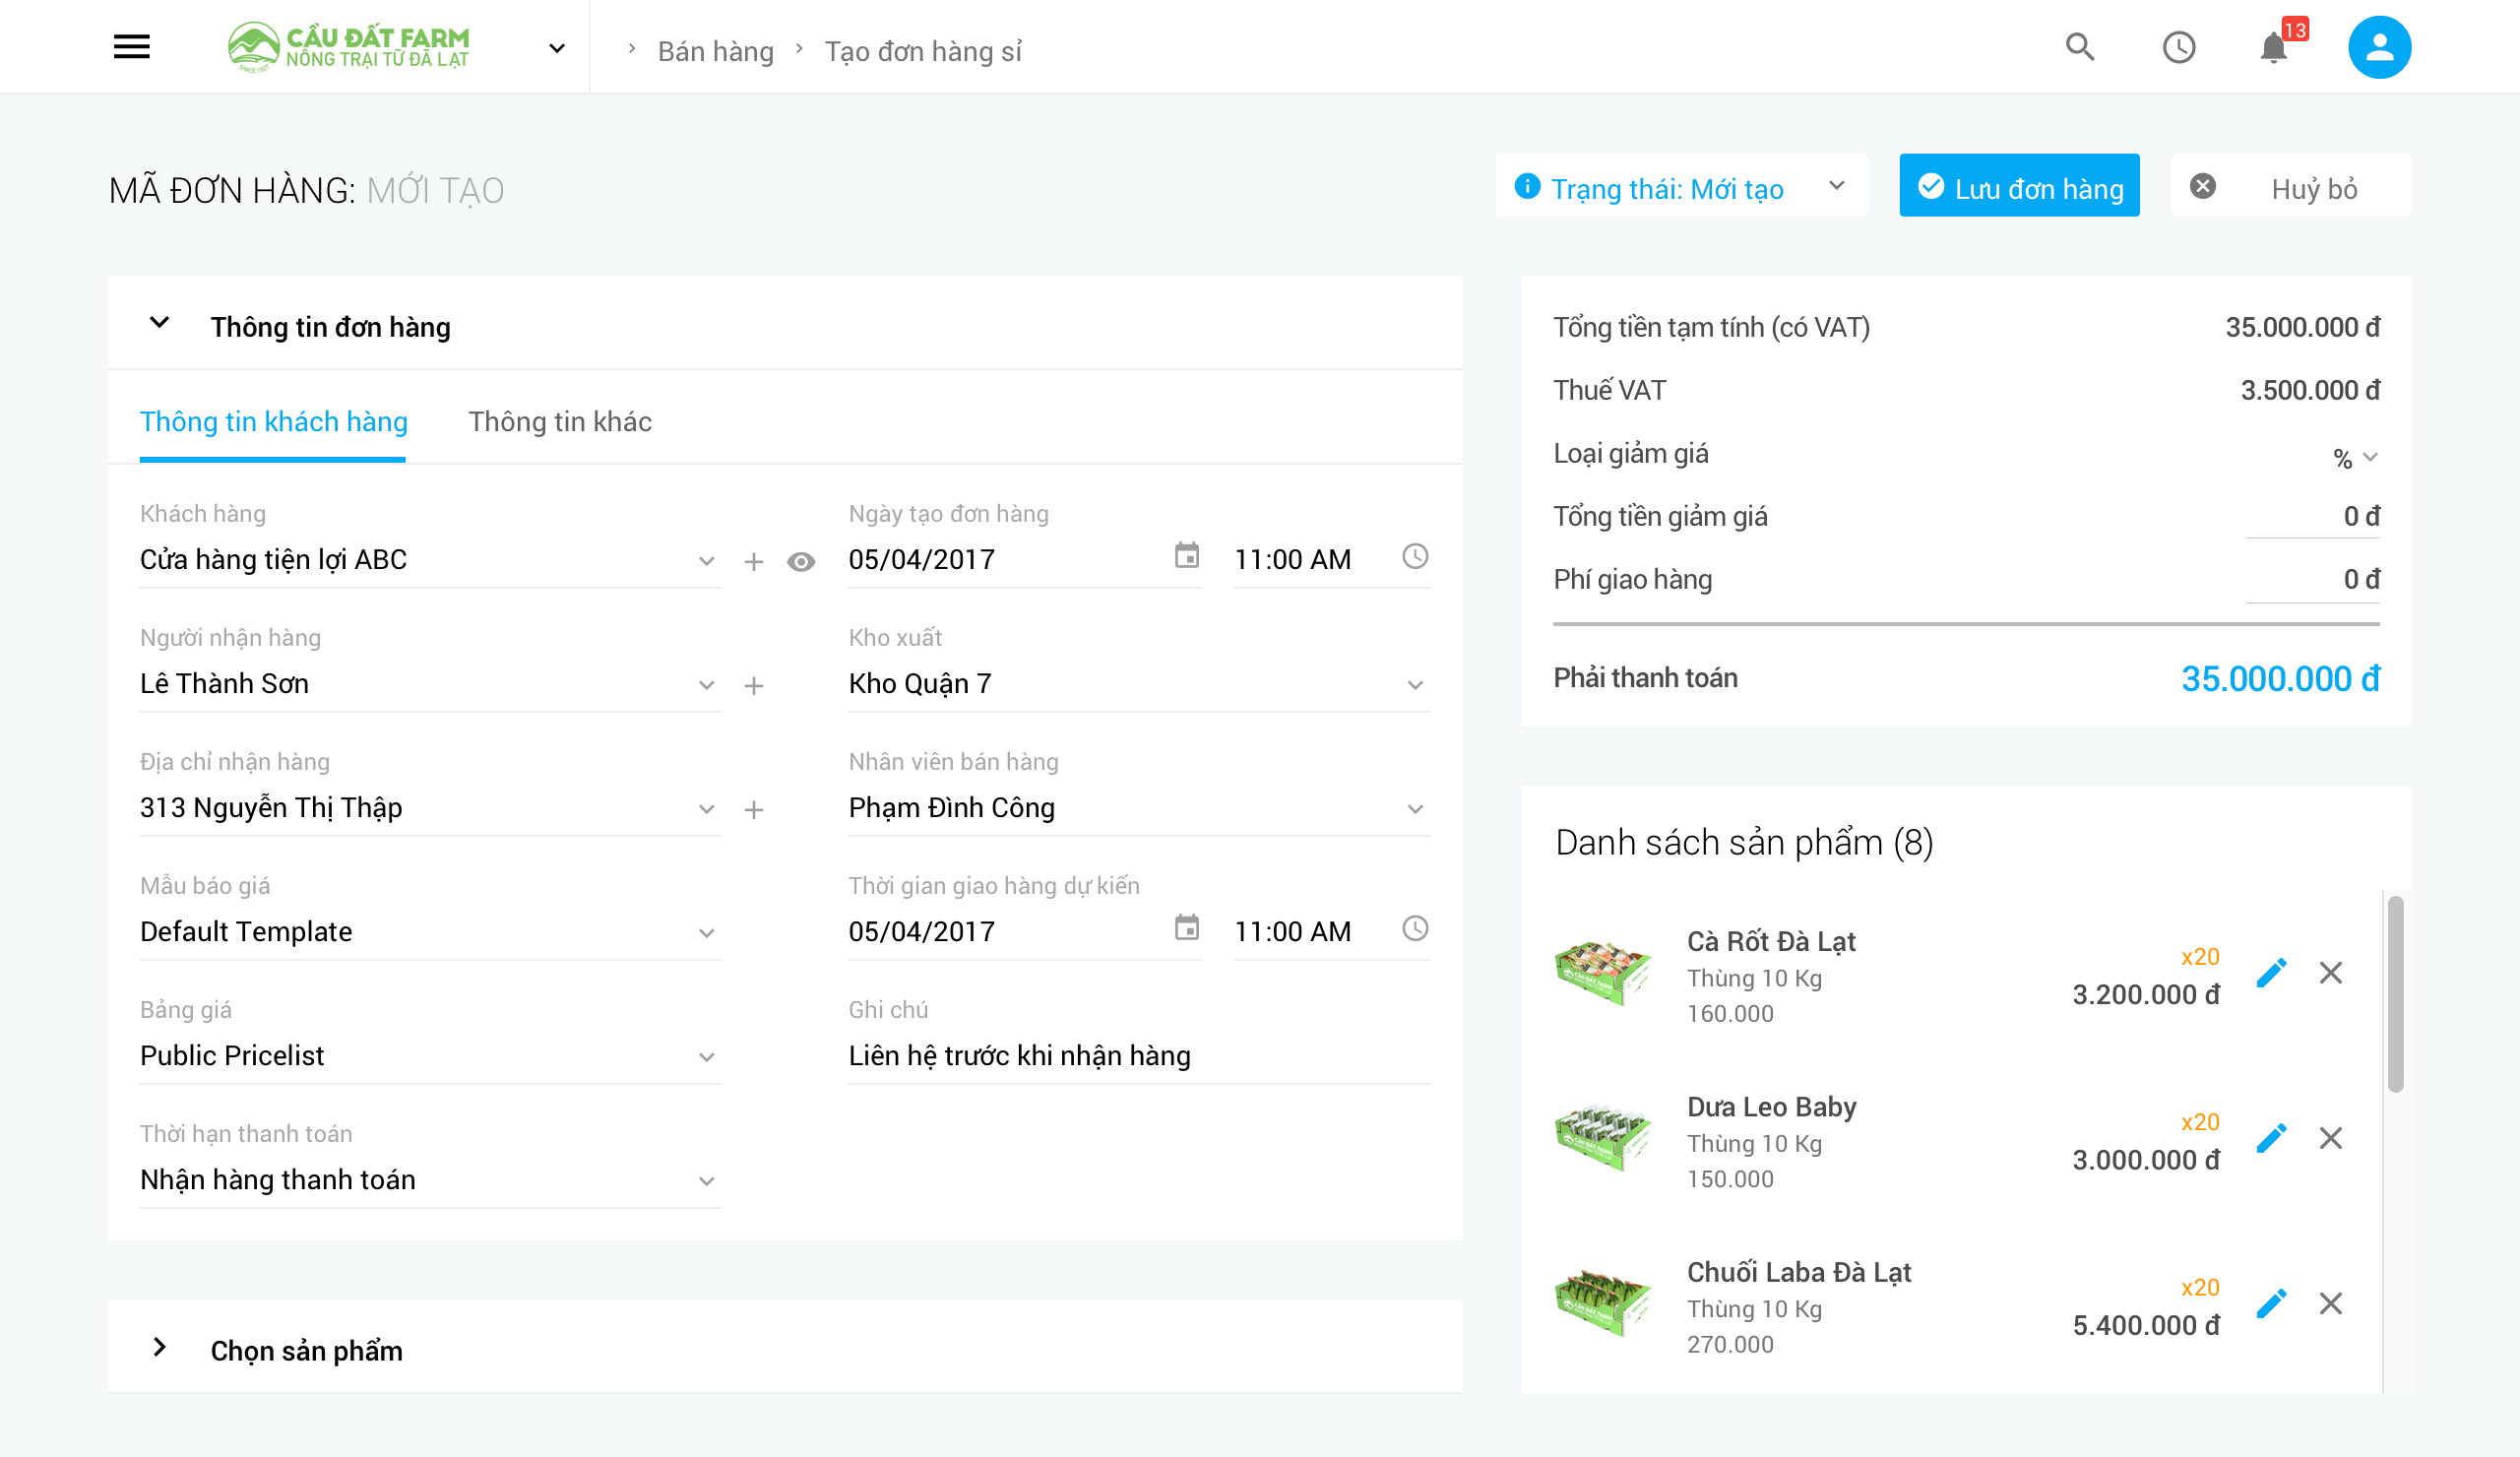 CẦU ĐẤT FARM
NÔNG TRẠI TỪ ĐÀ LẠT
SINCE 1927
Bán hàng
Tạo đơn hàng sỉ
13
MÃ ĐƠN HÀNG: MỚI TẠO
Trạng thái: Mới tạo
Lưu đơn hàng
Huỷ bỏ
Thông tin đơn hàng
Thông tin khách hàng
Thông tin khác
Khách hàng
Cửa hàng tiện lợi ABC
Ngày tạo đơn hàng
05/04/2017
11:00 AM
Người nhận hàng
Lê Thành Sơn
Kho xuất
Kho Quận 7
Địa chỉ nhận hàng
313 Nguyễn Thị Thập
Nhân viên bán hàng
Phạm Đình Công
Mẫu báo giá
Default Template
Thời gian giao hàng dự kiến
05/04/2017
11:00 AM
Bảng giá
Public Pricelist
Ghi chú
Liên hệ trước khi nhận hàng
Thời hạn thanh toán
Nhận hàng thanh toán
Chọn sản phẩm
Tổng tiền tạm tính (có VAT) 35.000.000 đ
Thuế VAT 3.500.000 đ
Loại giảm giá %
Tổng tiền giảm giá 0 đ
Phí giao hàng 0 đ
Phải thanh toán 35.000.000 đ
Danh sách sản phẩm (8)
Cà Rốt Đà Lạt
Thùng 10 Kg
160.000
x20
3.200.000 đ
Dưa Leo Baby
Thùng 10 Kg
150.000
x20
3.000.000 đ
Chuối Laba Đà Lạt
Thùng 10 Kg
270.000
x20
5.400.000 đ